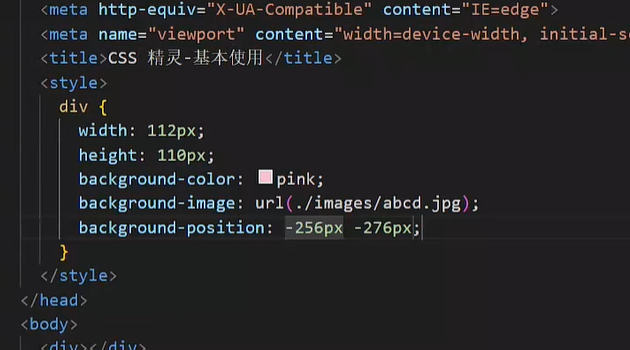 <meta http-equiv="X-UA-Compatible" content="IE=edge">
<meta name="viewport" content="width=device-width, initial-s
<title>CSS 精灵-基本使用</title>
<style>
div {
width: 112px;
height: 110px;
background-color: pink;
background-image: url(./images/abcd.jpg);
background-position: -256px -276px;
}
</style>
</head>
<body>
<div></div>